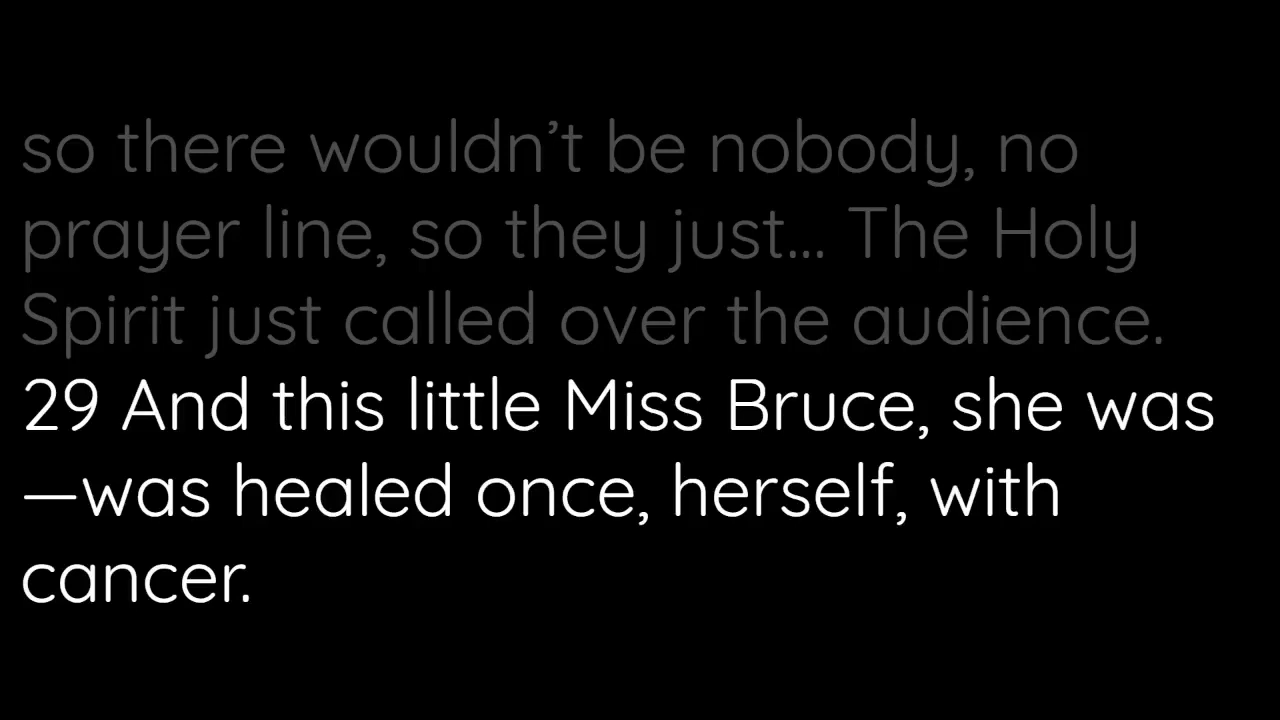 so there wouldn’t be nobody, no
prayer line, so they just... The Holy
Spirit just called over the audience.
29 And this little Miss Bruce, she was
—was healed once, herself, with
cancer.